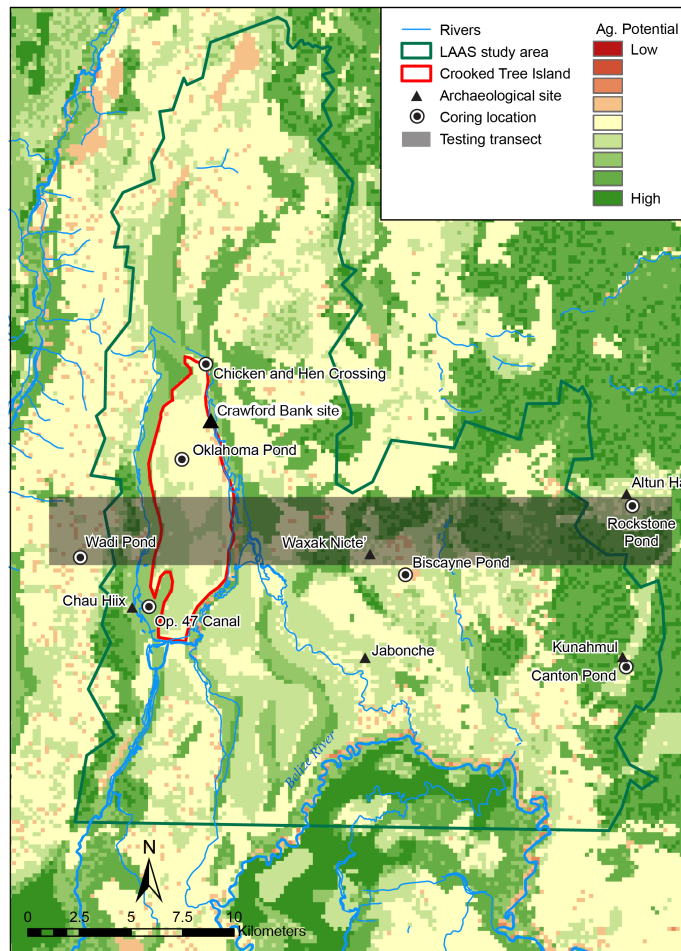 Rivers
LAAS study area
Crooked Tree Island
Archaeological site
Coring location
Testing transect
Ag. Potential
Low
High
Chicken and Hen Crossing
Crawford Bank site
Oklahoma Pond
Altun Ha
Rockstone
Pond
Wadi Pond
Waxak Nicte'
Biscayne Pond
Chau Hiix
Op. 47 Canal
Jabonche
Kunahmul
Canton Pond
Belize River
N
0 2.5 5 7.5 10
Kilometers